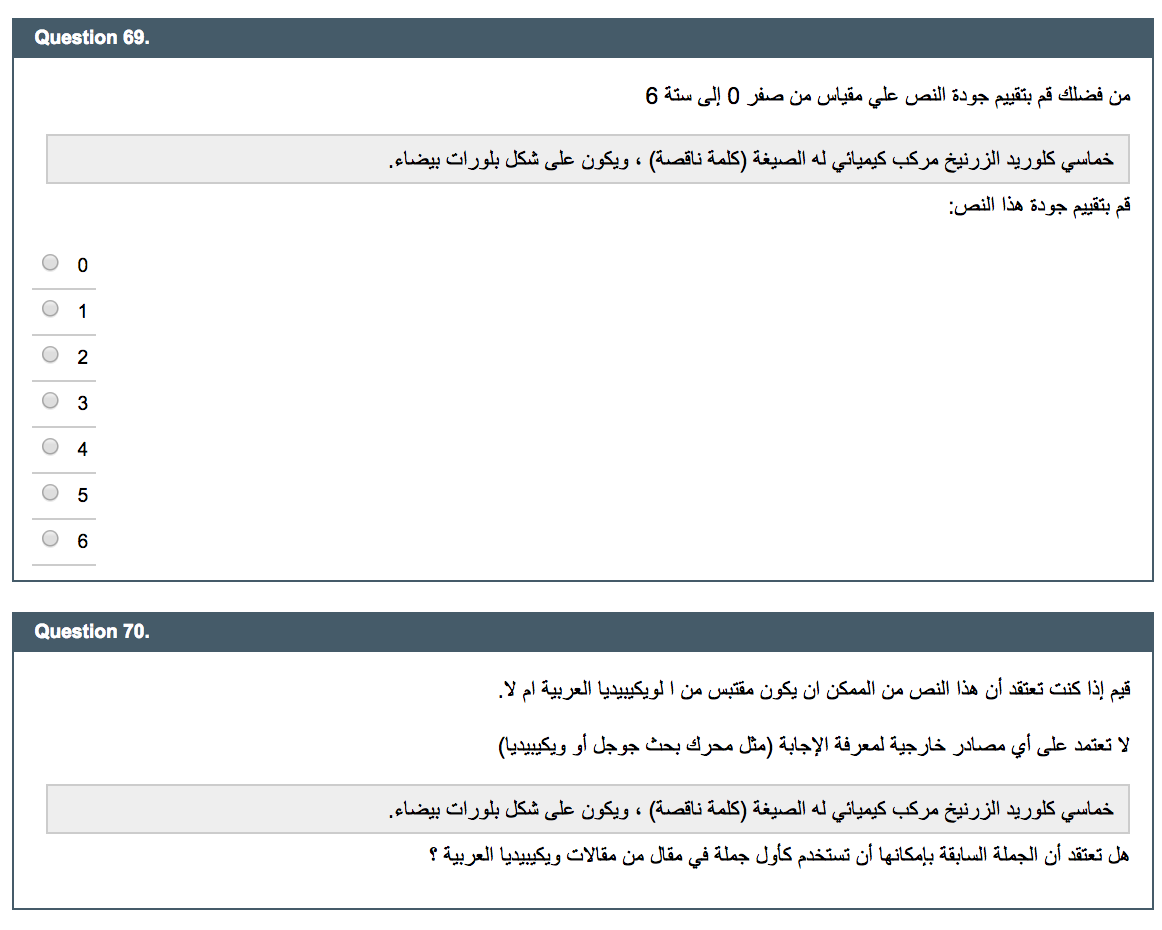 Question 69.
من فضلك قم بتقييم جودة النص علي مقياس من صفر 0 إلى ستة 6
خماسي كلوريد الزرنيخ مركب كيميائي له الصيغة (كلمة ناقصة) ، ويكون على شكل بلورات بيضاء.
قم بتقييم جودة هذا النص:
0
1
2
3
4
5
6
Question 70.
قيم إذا كنت تعتقد أن هذا النص من الممكن ان يكون مقتبس من ا لويكيبيديا العربية ام لا.
لا تعتمد على أي مصادر خارجية لمعرفة الإجابة (مثل محرك بحث جوجل أو ويكيبيديا)
خماسي كلوريد الزرنيخ مركب كيميائي له الصيغة (كلمة ناقصة) ، ويكون على شكل بلورات بيضاء.
هل تعتقد أن الجملة السابقة بإمكانها أن تستخدم كأول جملة في مقال من مقالات ويكيبيديا العربية ؟